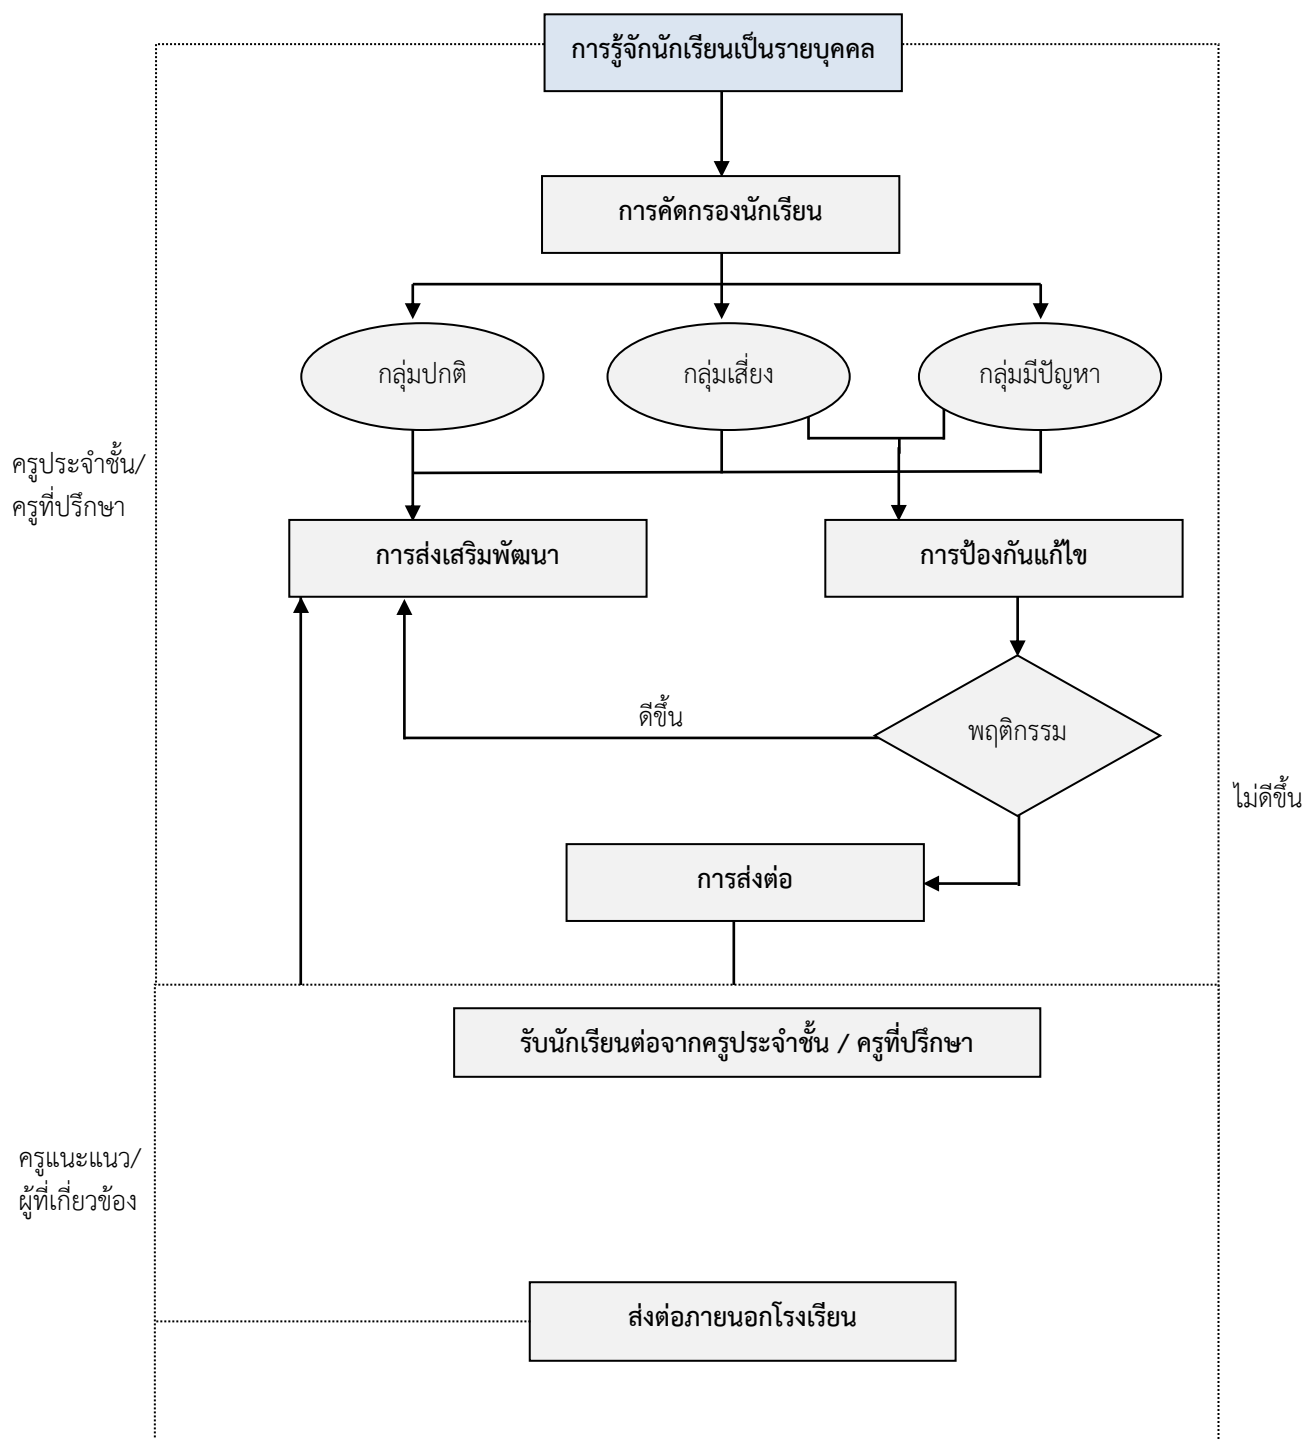 การรู้จักนักเรียนเป็นรายบุคคล
การคัดกรองนักเรียน
กลุ่มปกติ
กลุ่มเสี่ยง
กลุ่มมีปัญหา
ครูประจำชั้น/
ครูที่ปรึกษา
การส่งเสริมพัฒนา
การป้องกันแก้ไข
ดีขึ้น
พฤติกรรม
ไม่ดีขึ้น
การส่งต่อ
รับนักเรียนต่อจากครูประจำชั้น / ครูที่ปรึกษา
ครูแนะแนว/
ผู้ที่เกี่ยวข้อง
ส่งต่อภายนอกโรงเรียน